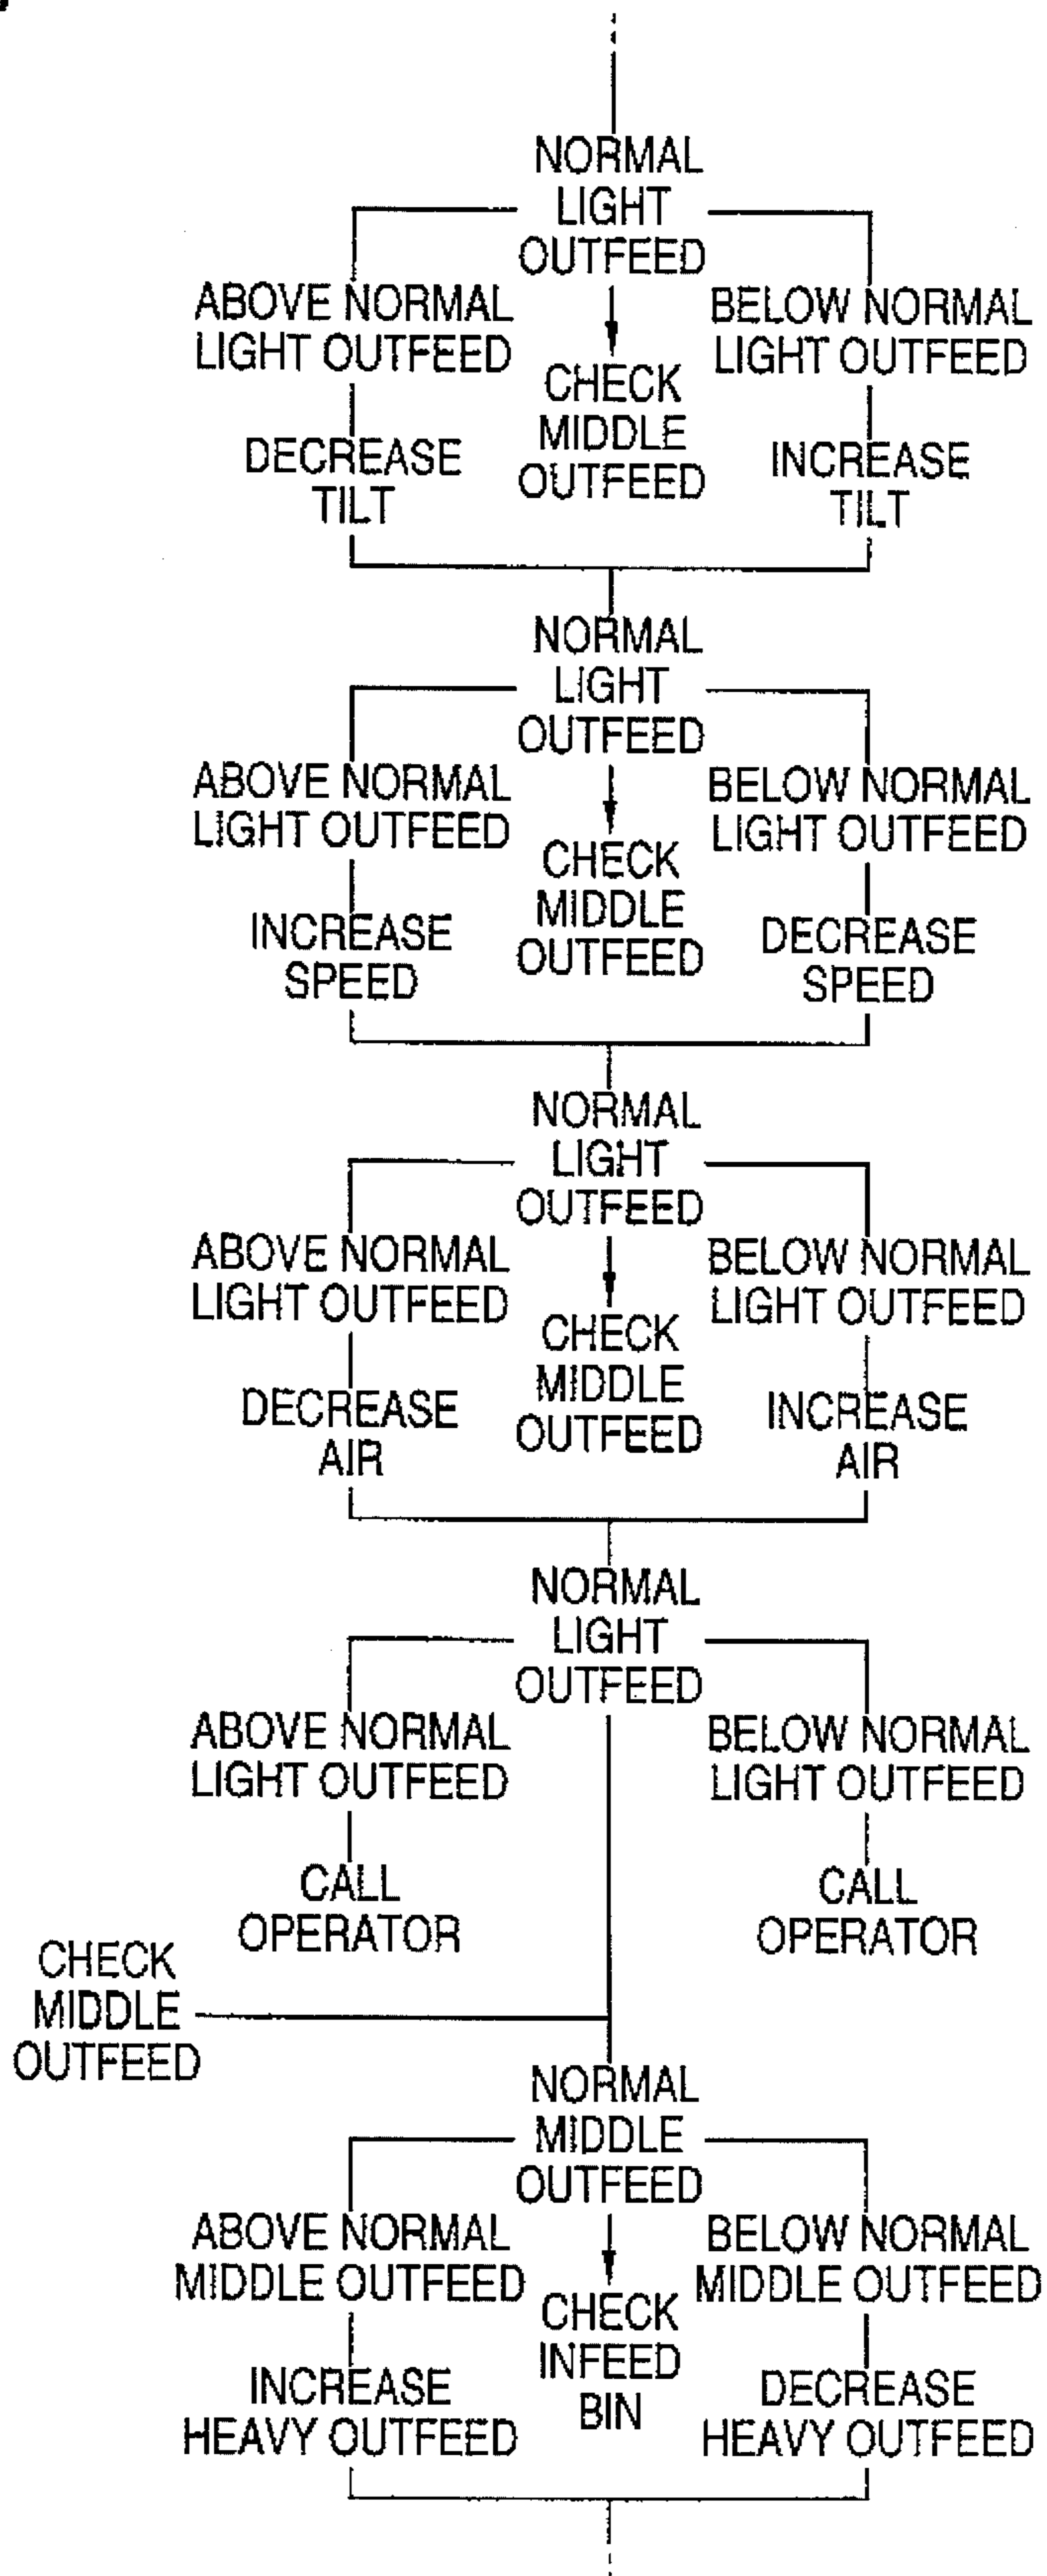 NORMAL
LIGHT
OUTFEED
ABOVE NORMAL
LIGHT OUTFEED
BELOW NORMAL
LIGHT OUTFEED
CHECK
MIDDLE
OUTFEED
DECREASE
TILT
INCREASE
TILT
NORMAL
LIGHT
OUTFEED
ABOVE NORMAL
LIGHT OUTFEED
BELOW NORMAL
LIGHT OUTFEED
CHECK
MIDDLE
OUTFEED
INCREASE
SPEED
DECREASE
SPEED
NORMAL
LIGHT
OUTFEED
ABOVE NORMAL
LIGHT OUTFEED
BELOW NORMAL
LIGHT OUTFEED
CHECK
MIDDLE
OUTFEED
DECREASE
AIR
INCREASE
AIR
NORMAL
LIGHT
OUTFEED
ABOVE NORMAL
LIGHT OUTFEED
BELOW NORMAL
LIGHT OUTFEED
CALL
OPERATOR
CALL
OPERATOR
CHECK
MIDDLE
OUTFEED
NORMAL
MIDDLE
OUTFEED
ABOVE NORMAL
MIDDLE OUTFEED
BELOW NORMAL
MIDDLE OUTFEED
CHECK
INFEED
BIN
INCREASE
HEAVY OUTFEED
DECREASE
HEAVY OUTFEED